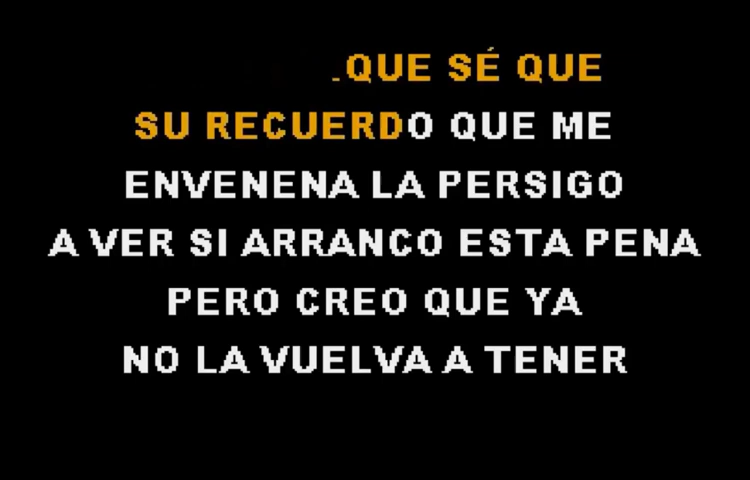 .QUE SÉ QUE
SU RECUERDO QUE ME
ENVENENA LA PERSIGO
A VER SI ARRANCO ESTA PENA
PERO CREO QUE YA
NO LA VUELVA A TENER